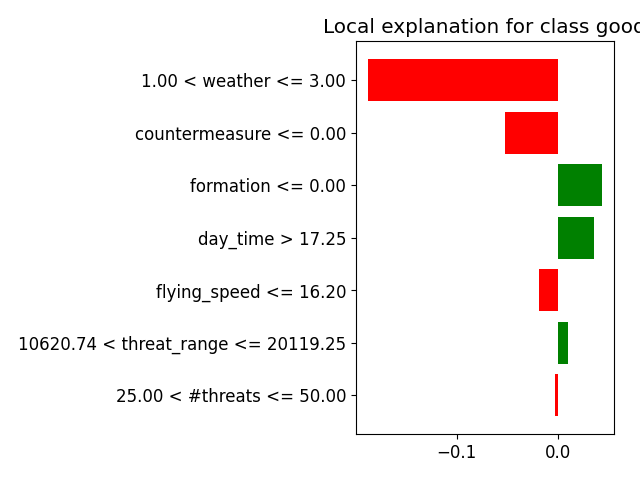 Local explanation for class good
1.00 < weather <= 3.00
countermeasure <= 0.00
formation <= 0.00
day_time > 17.25
flying_speed <= 16.20
10620.74 < threat_range <= 20119.25
25.00 < #threats <= 50.00
−0.1 0.0